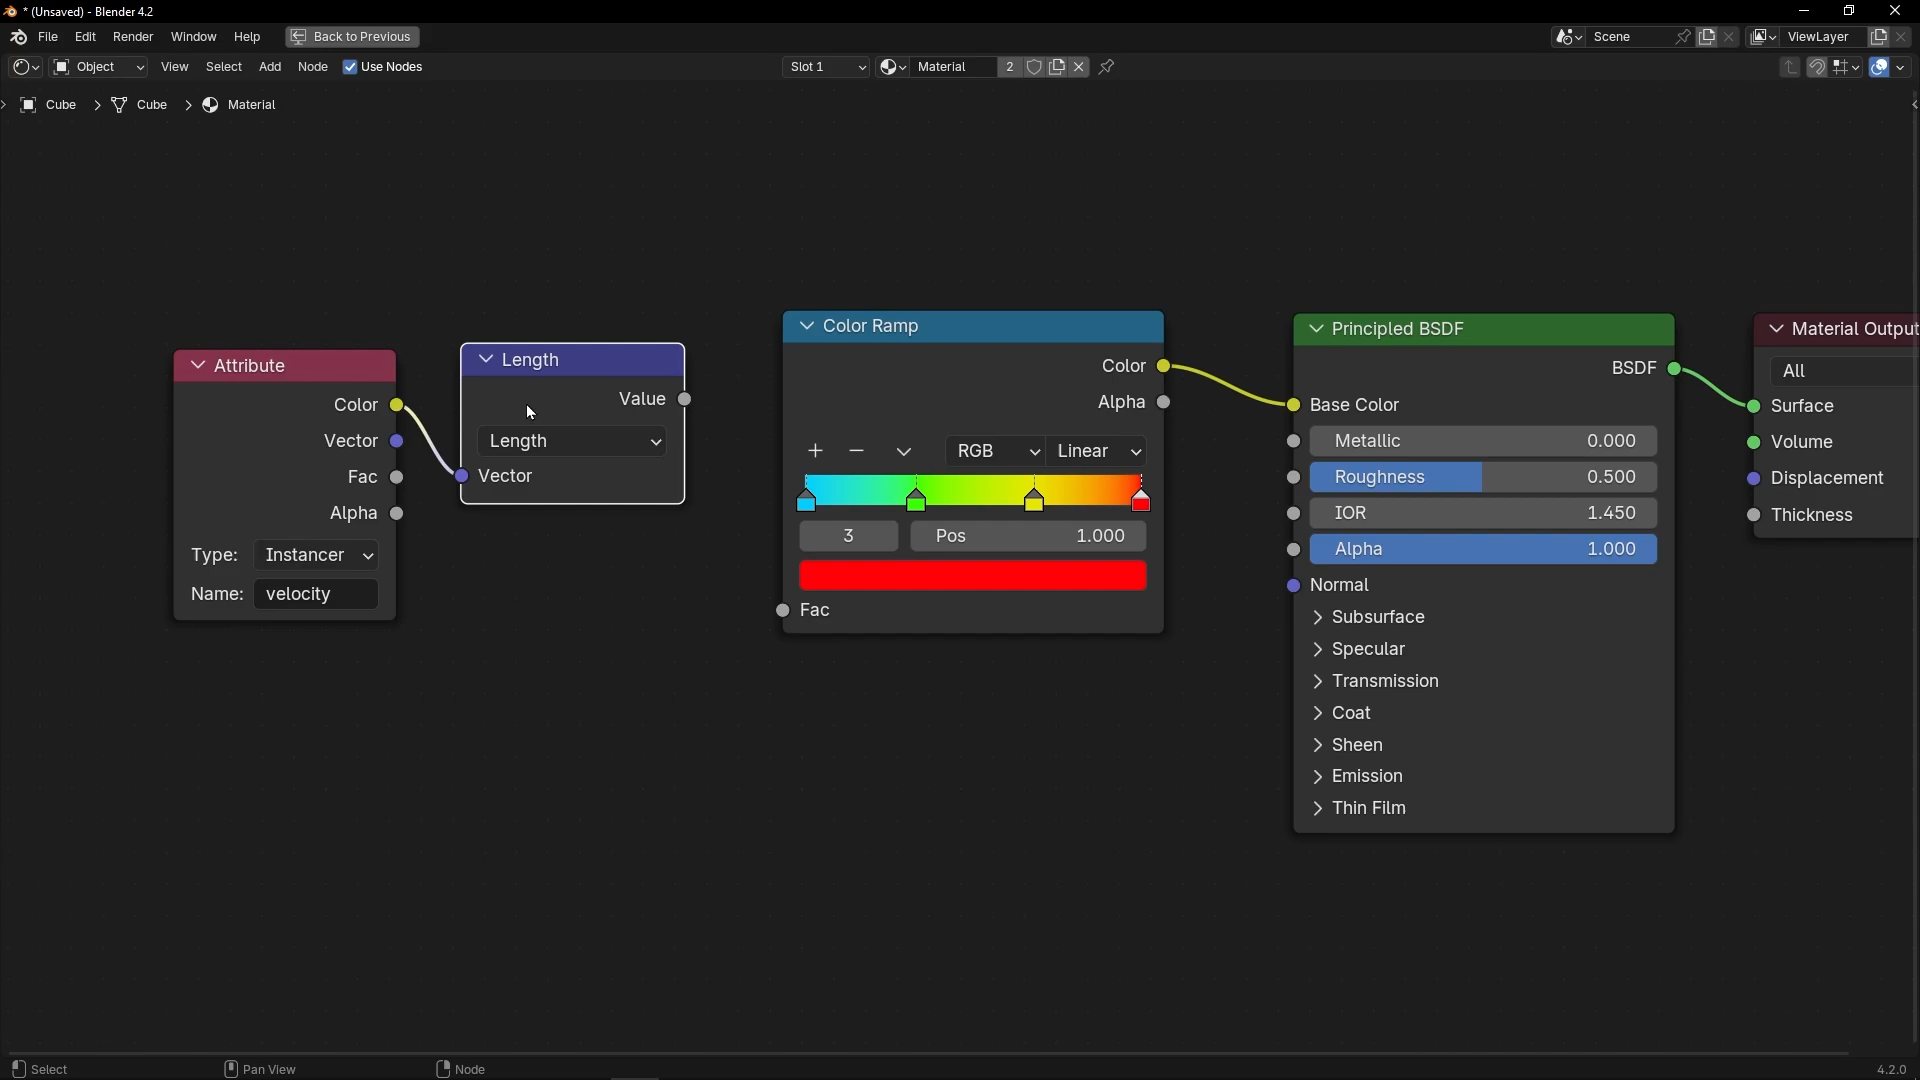 * (Unsaved) - Blender 4.2
File Edit Render Window Help Back to Previous Scene ViewLayer
Object View Select Add Node Use Nodes Slot 1 Material 2
Cube > Cube > Material
Attribute
Color
Vector
Fac
Alpha
Type: Instancer
Name: velocity
Length
Value
Length
Vector
Color Ramp
Color
Alpha
RGB Linear
3 Pos 1.000
Fac
Principled BSDF
BSDF
Base Color
Metallic 0.000
Roughness 0.500
IOR 1.450
Alpha 1.000
Normal
Subsurface
Specular
Transmission
Coat
Sheen
Emission
Thin Film
Material Output
All
Surface
Volume
Displacement
Thickness
Select Pan View Node 4.2.0